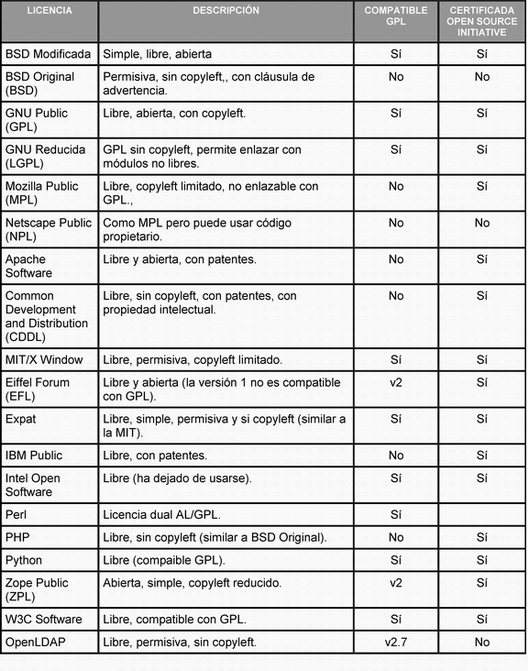 LICENCIA DESCRIPCIÓN COMPATIBLE GPL CERTIFICADA OPEN SOURCE INITIATIVE
BSD Modificada Simple, libre, abierta Sí Sí
BSD Original (BSD) Permisiva, sin copyleft,, con cláusula de advertencia. No No
GNU Public (GPL) Libre, abierta, con copyleft. Sí Sí
GNU Reducida (LGPL) GPL sin copyleft, permite enlazar con módulos no libres. Sí Sí
Mozilla Public (MPL) Libre, copyleft limitado, no enlazable con GPL., No Sí
Netscape Public (NPL) Como MPL pero puede usar código propietario. No No
Apache Software Libre y abierta, con patentes. No Sí
Common Development and Distribution (CDDL) Libre, sin copyleft, con patentes, con propiedad intelectual. No Sí
MIT/X Window Libre, permisiva, copyleft limitado. Sí Sí
Eiffel Forum (EFL) Libre y abierta (la versión 1 no es compatible con GPL). v2 Sí
Expat Libre, simple, permisiva y si copyleft (similar a la MIT). Sí Sí
IBM Public Libre, con patentes. No Sí
Intel Open Software Libre (ha dejado de usarse). Sí Sí
Perl Licencia dual AL/GPL. Sí
PHP Libre, sin copyleft (similar a BSD Original). No Sí
Python Libre (compaible GPL). Sí Sí
Zope Public (ZPL) Abierta, simple, copyleft reducido. v2 Sí
W3C Software Libre, compatible con GPL. Sí Sí
OpenLDAP Libre, permisiva, sin copyleft. v2.7 No